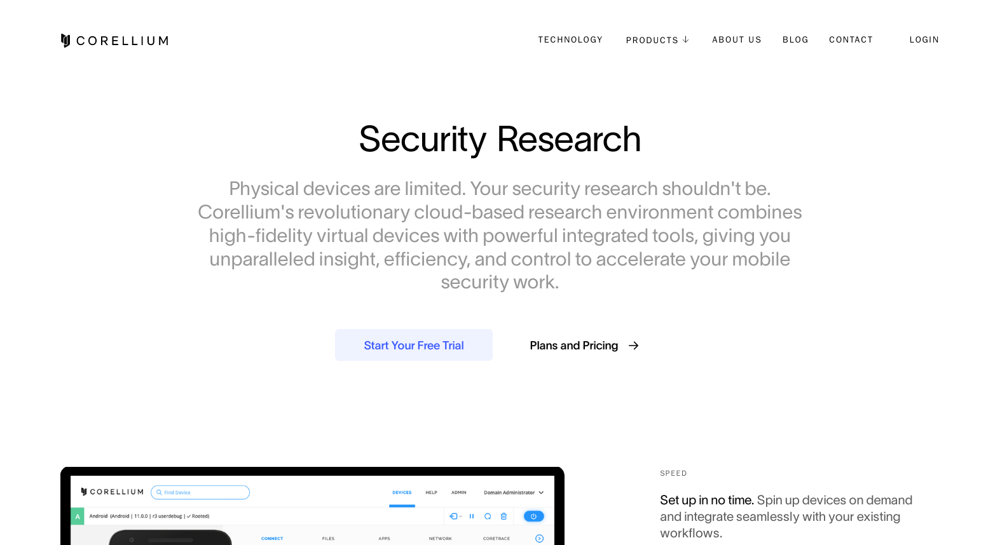 CORELLIUM
TECHNOLOGY PRODUCTS ↓ ABOUT US BLOG CONTACT LOGIN
Security Research
Physical devices are limited. Your security research shouldn't be.
Corellium's revolutionary cloud-based research environment combines
high-fidelity virtual devices with powerful integrated tools, giving you
unparalleled insight, efficiency, and control to accelerate your mobile
security work.
Start Your Free Trial
Plans and Pricing →
CORELLIUM
Find Device
DEVICES HELP ADMIN Domain Administrator
A Android (Android | 11.0.0 | r3 userdebug | ✓ Rooted)
CONNECT FILES APPS NETWORK CORETRACE
SPEED
Set up in no time. Spin up devices on demand
and integrate seamlessly with your existing
workflows.